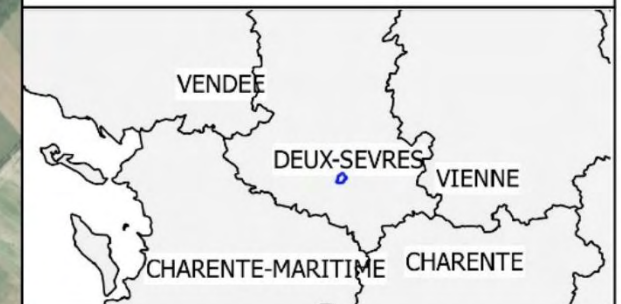 VENDEE
DEUX-SEVRES
VIENNE
CHARENTE-MARITIME
CHARENTE